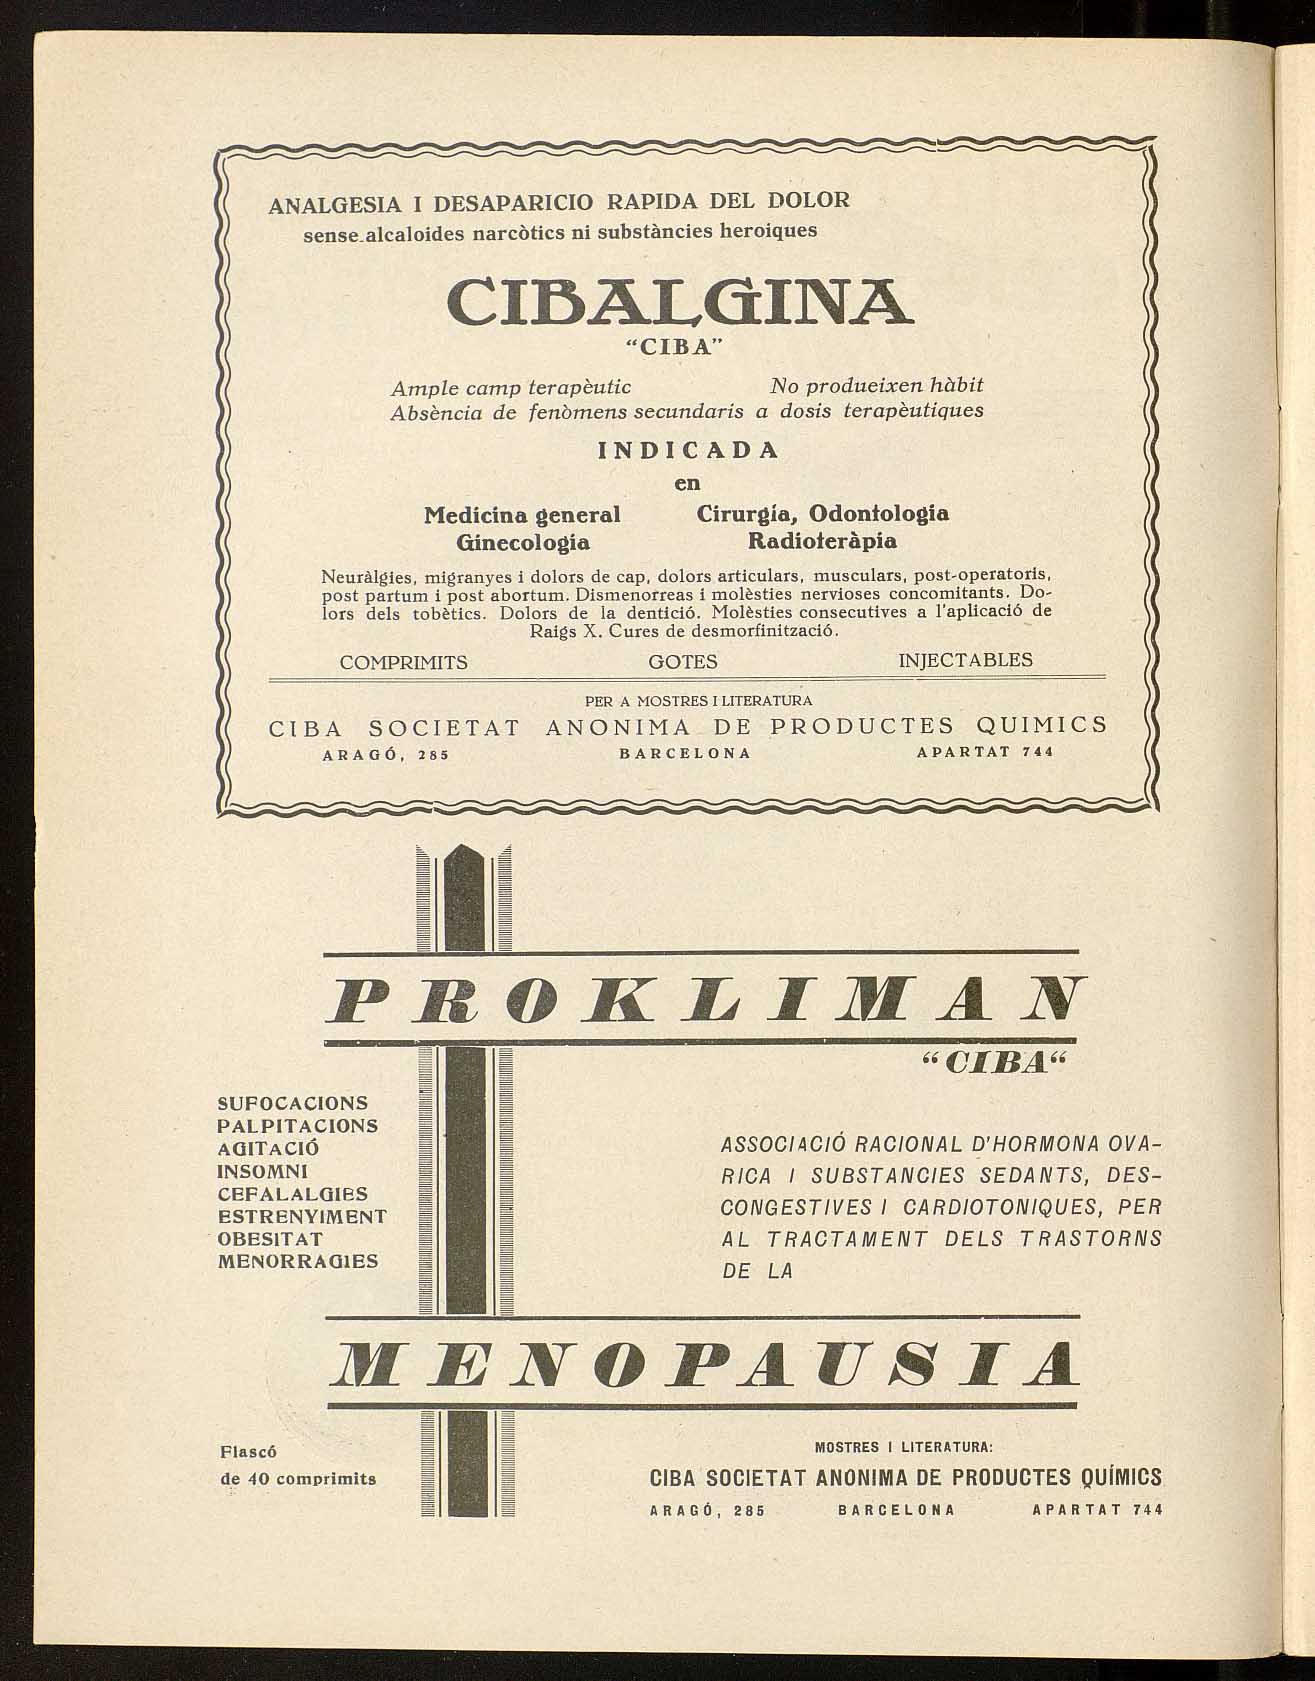 ANALGESIA I DESAPARICIO RAPIDA DEL DOLOR
sense alcaloides narcòtics ni substàncies heroiques
CIBALGINA
"CIBA"
Ample camp terapèutic No produeixen hàbit
Absència de fenòmens secundaris a dosis terapèutiques
INDICADA
en
Medicina general Cirurgía, Odontologia
Ginecologia Radioteràpia
Neuràlgies, migranyes i dolors de cap, dolors articulars, musculars, post-operatoris,
post partum i post abortum. Dismenorreas i molèsties nervioses concomitants. Do-
lors dels tobètics. Dolors de la dentició. Molèsties consecutives a l'aplicació de
Raigs X. Cures de desmorfinització.
COMPRIMITS GOTES INJECTABLES
PER A MOSTRES I LITERATURA
CIBA SOCIETAT ANONIMA DE PRODUCTES QUIMICS
ARAGÓ, 285 BARCELONA APARTAT 744
PROKLIMAN
"CIBA"
SUFOCACIONS
PALPITACIONS
AGITACIÓ
INSOMNI
CEFALALGIES
ESTRENYIMENT
OBESITAT
MENORRAGIES
ASSOCIACIÓ RACIONAL D'HORMONA OVA-
RICA I SUBSTANCIES SEDANTS, DES-
CONGESTIVES I CARDIOTONIQUES, PER
AL TRACTAMENT DELS TRASTORNS
DE LA
MENOPAUSIA
Flascó
de 40 comprimits
MOSTRES I LITERATURA:
CIBA SOCIETAT ANONIMA DE PRODUCTES QUÍMICS
ARAGÓ, 285 BARCELONA APARTAT 744